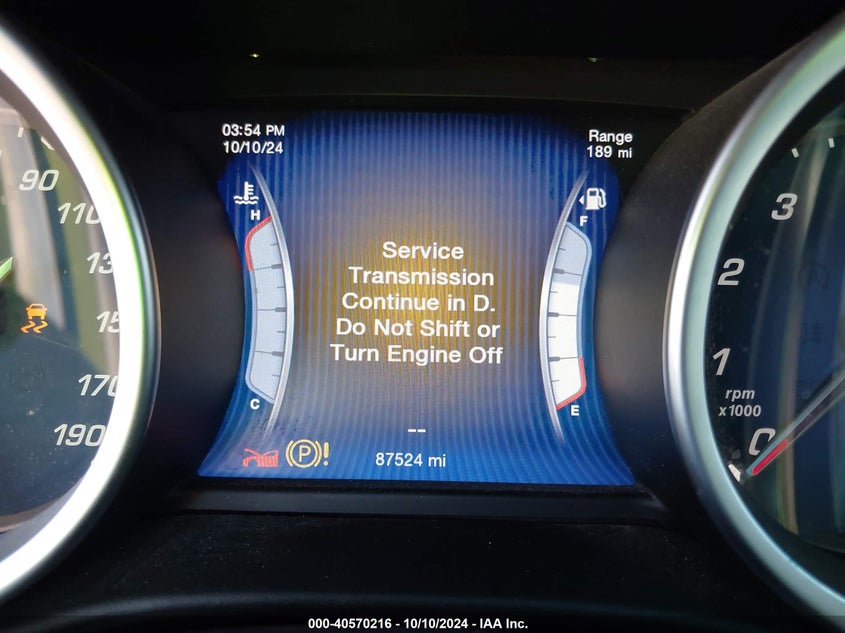 03:54 PM
10/10/24
Range
189 mi
H
F
Service
Transmission
Continue in D.
Do Not Shift or
Turn Engine Off
C
E
--
P !
87524 mi
90
110
13
15
170
190
3
2
1
0
rpm
x1000
000-40570216 - 10/10/2024 - IAA Inc.